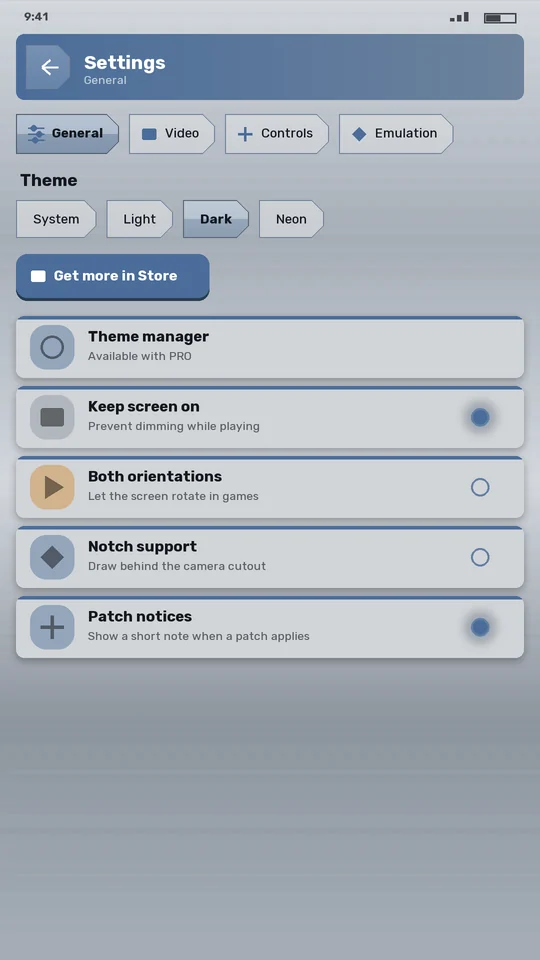 9:41
Settings
General
General
Video
Controls
Emulation
Theme
System
Light
Dark
Neon
Get more in Store
Theme manager
Available with PRO
Keep screen on
Prevent dimming while playing
Both orientations
Let the screen rotate in games
Notch support
Draw behind the camera cutout
Patch notices
Show a short note when a patch applies